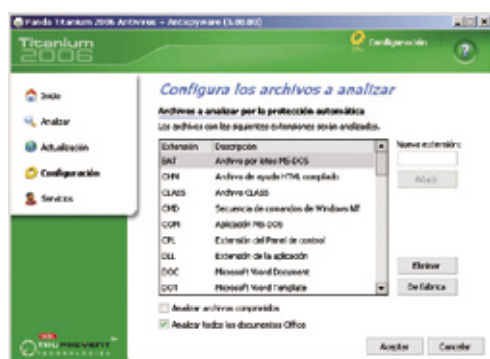 Panda Titanium 2006 Antivirus + Antispyware (5.00.00)
Titanium
2006
Configuración
?
Inicio
Analizar
Actualización
Configuración
Servicios
Configura los archivos a analizar
Archivos a analizar por la protección automática
Los archivos con las siguientes extensiones serán analizados.
Extensión Descripción
BAT Archivo por lotes MS-DOS
CHM Archivo de ayuda HTML compilado
CLASS Archivo CLASS
CMD Secuencia de comandos de Windows NT
COM Aplicación MS-DOS
CPL Extensión del Panel de control
DLL Extensión de la aplicación
DOC Microsoft Word Document
DOT Microsoft Word Template
Nueva extensión:
Añadir
Eliminar
De fábrica
Analizar archivos comprimidos
Analizar todos los documentos Office
TRUPREVENT
TECHNOLOGIES
Aceptar Cancelar